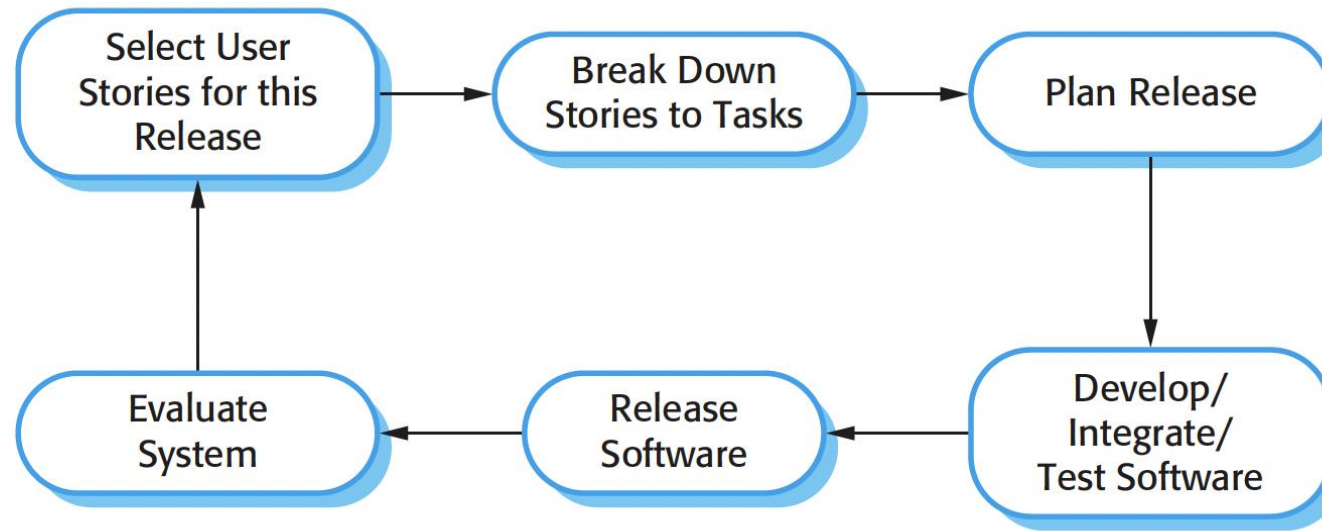 Select User
Stories for this
Release
Break Down
Stories to Tasks
Plan Release
Develop/
Integrate/
Test Software
Release
Software
Evaluate
System